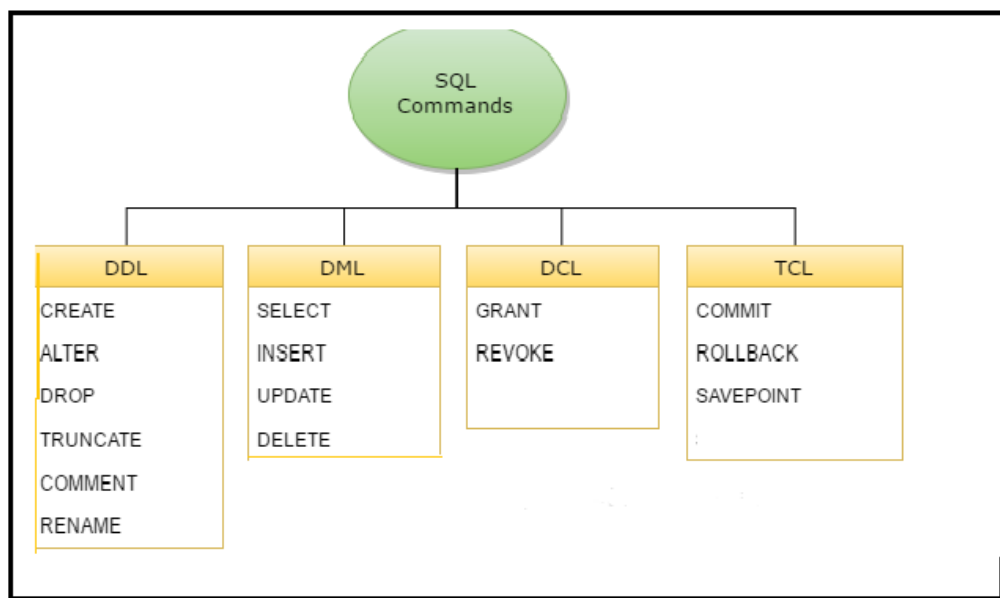 SQL
Commands
DDL
CREATE
ALTER
DROP
TRUNCATE
COMMENT
RENAME
DML
SELECT
INSERT
UPDATE
DELETE
DCL
GRANT
REVOKE
TCL
COMMIT
ROLLBACK
SAVEPOINT